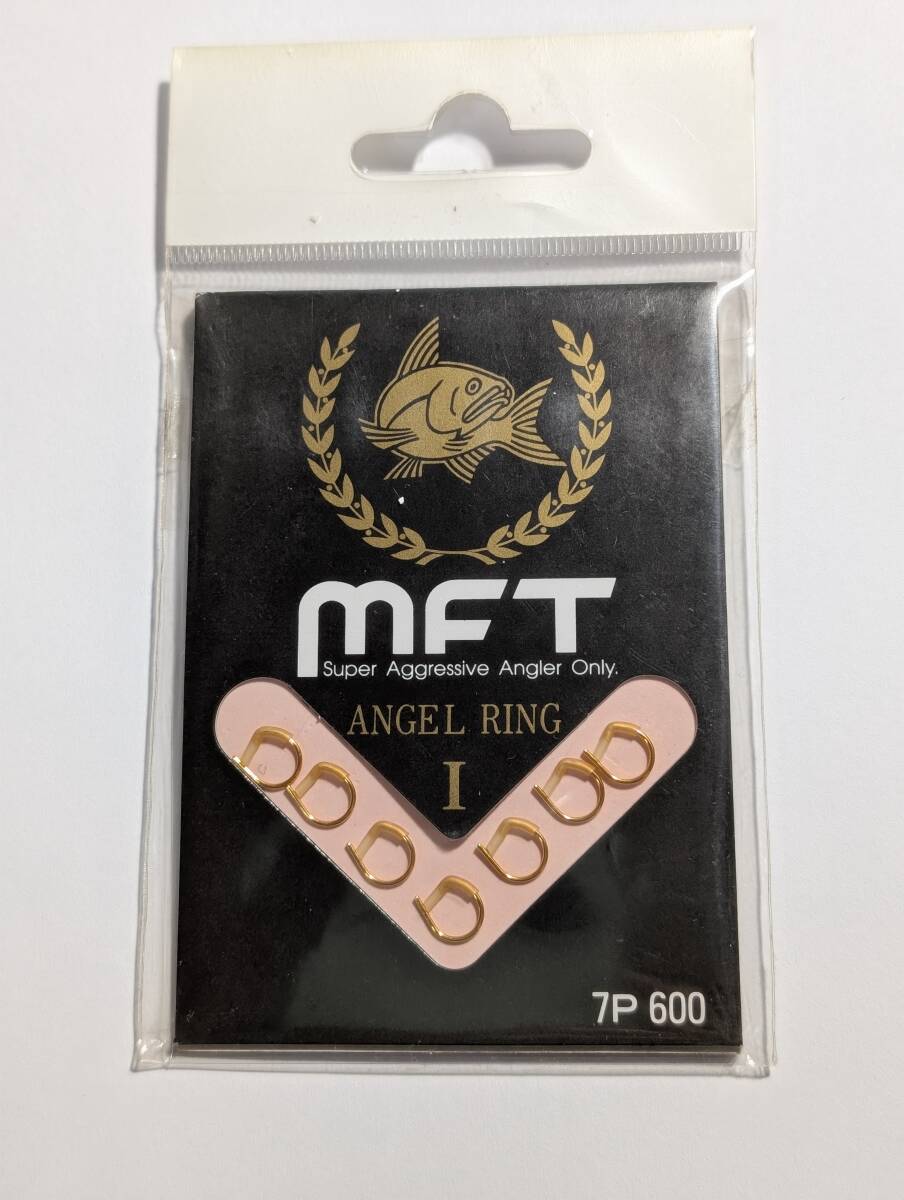 MFT
Super Aggressive Angler Only.
ANGEL RING
I
7P 600